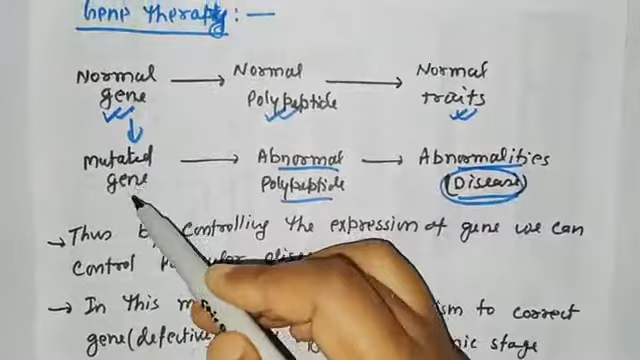 Gene therapy :—
Normal → Normal → Normal
gene Polypeptide traits
Mutated → Abnormal → Abnormalities
gene Polypeptide (Disease)
→ Thus controlling the expression of gene we can
control
→ In this to correct
gene (defective stage